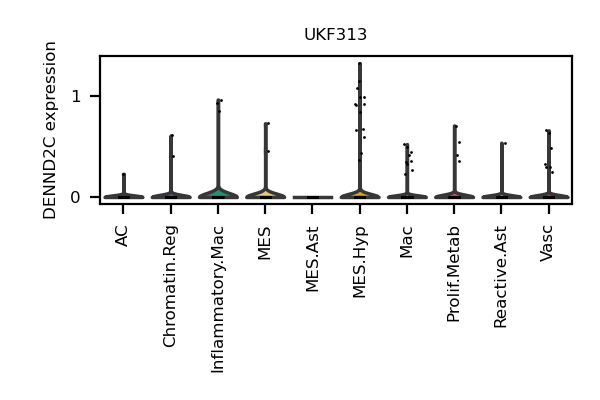 UKF313
DENND2C expression
1
0
AC
Chromatin.Reg
Inflammatory.Mac
MES
MES.Ast
MES.Hyp
Mac
Prolif.Metab
Reactive.Ast
Vasc